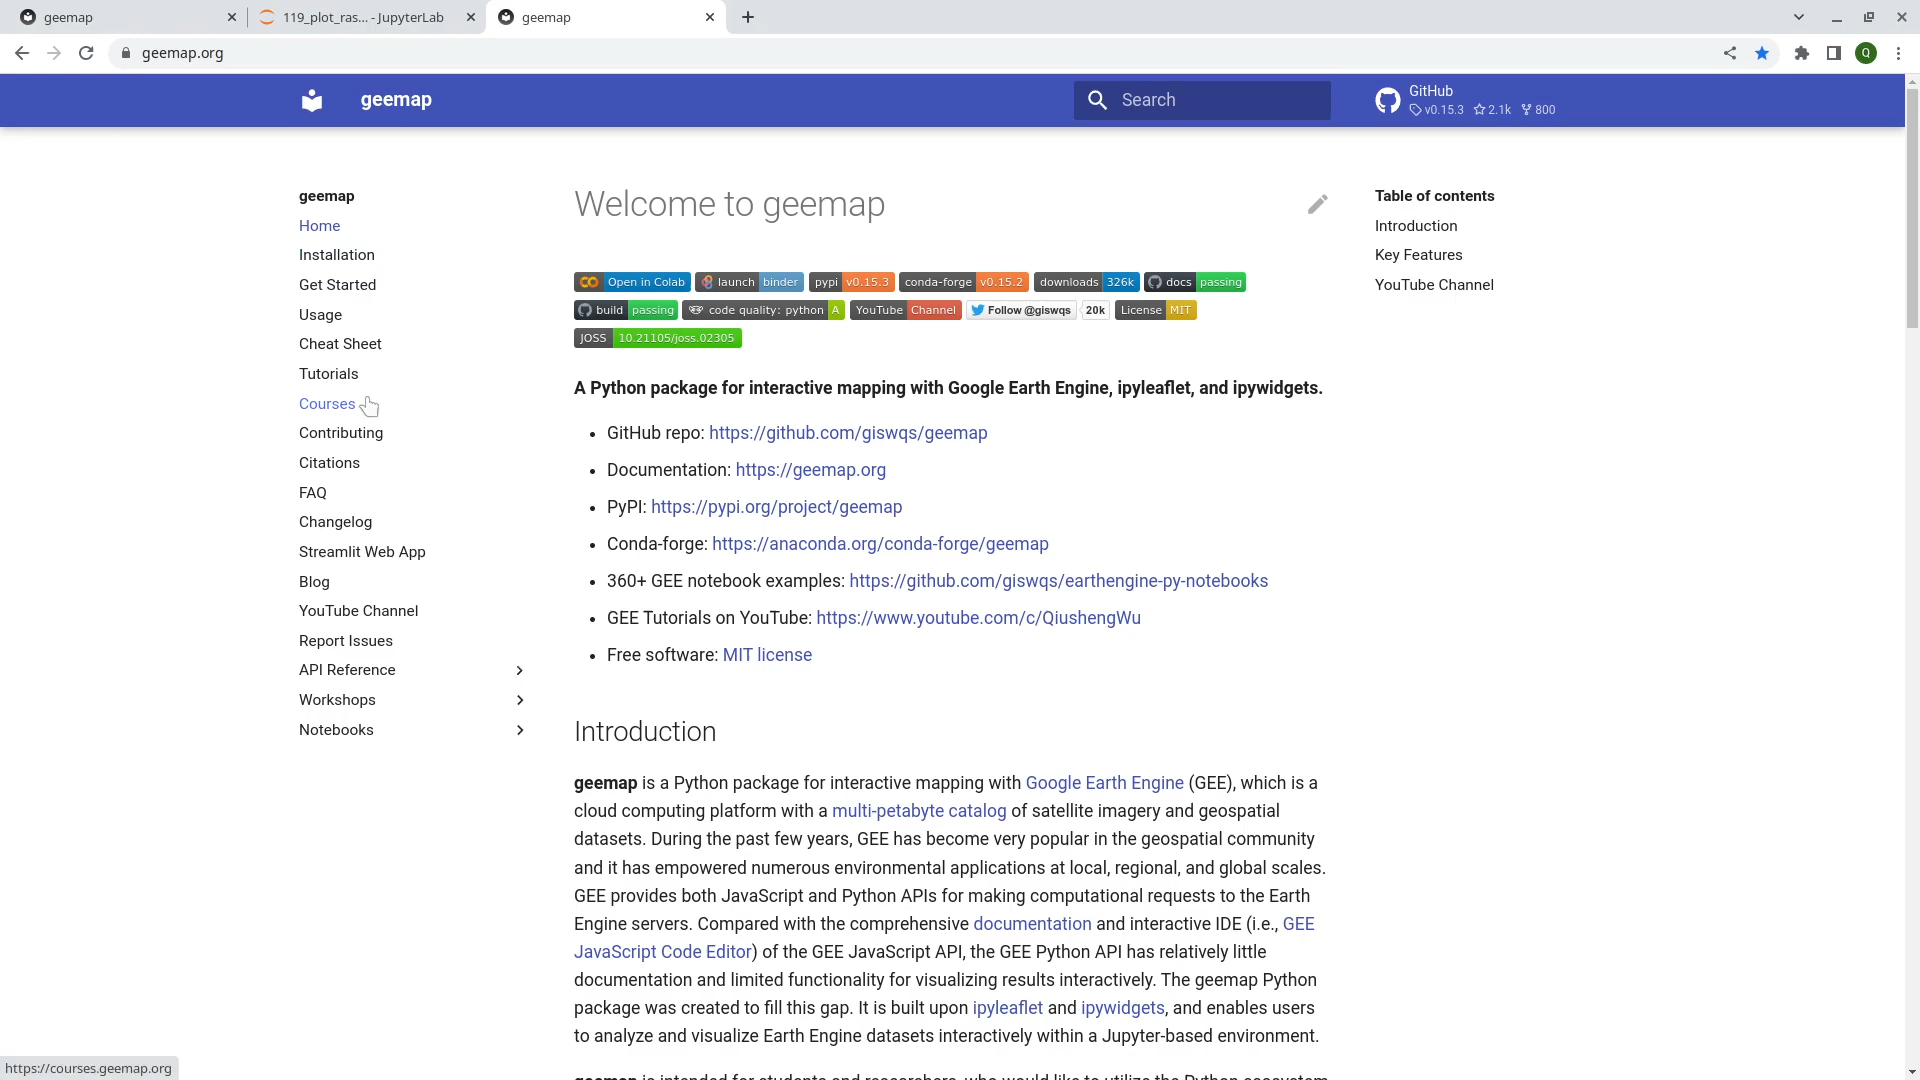 geemap
119_plot_ras... - JupyterLab
geemap
geemap.org
Q
geemap
Search
GitHub
v0.15.3 2.1k 800
geemap
Home
Installation
Get Started
Usage
Cheat Sheet
Tutorials
Courses
Contributing
Citations
FAQ
Changelog
Streamlit Web App
Blog
YouTube Channel
Report Issues
API Reference
Workshops
Notebooks
Welcome to geemap
Open in Colab launch binder pypi v0.15.3 conda-forge v0.15.2 downloads 326k docs passing
build passing code quality: python A YouTube Channel Follow @giswqs 20k License MIT
JOSS 10.21105/joss.02305
A Python package for interactive mapping with Google Earth Engine, ipyleaflet, and ipywidgets.
• GitHub repo: https://github.com/giswqs/geemap
• Documentation: https://geemap.org
• PyPI: https://pypi.org/project/geemap
• Conda-forge: https://anaconda.org/conda-forge/geemap
• 360+ GEE notebook examples: https://github.com/giswqs/earthengine-py-notebooks
• GEE Tutorials on YouTube: https://www.youtube.com/c/QiushengWu
• Free software: MIT license
Introduction
geemap is a Python package for interactive mapping with Google Earth Engine (GEE), which is a
cloud computing platform with a multi-petabyte catalog of satellite imagery and geospatial
datasets. During the past few years, GEE has become very popular in the geospatial community
and it has empowered numerous environmental applications at local, regional, and global scales.
GEE provides both JavaScript and Python APIs for making computational requests to the Earth
Engine servers. Compared with the comprehensive documentation and interactive IDE (i.e., GEE
JavaScript Code Editor) of the GEE JavaScript API, the GEE Python API has relatively little
documentation and limited functionality for visualizing results interactively. The geemap Python
package was created to fill this gap. It is built upon ipyleaflet and ipywidgets, and enables users
to analyze and visualize Earth Engine datasets interactively within a Jupyter-based environment.
geemap is intended for students and researchers, who would like to utilize the Python ecosystem
Table of contents
Introduction
Key Features
YouTube Channel
https://courses.geemap.org